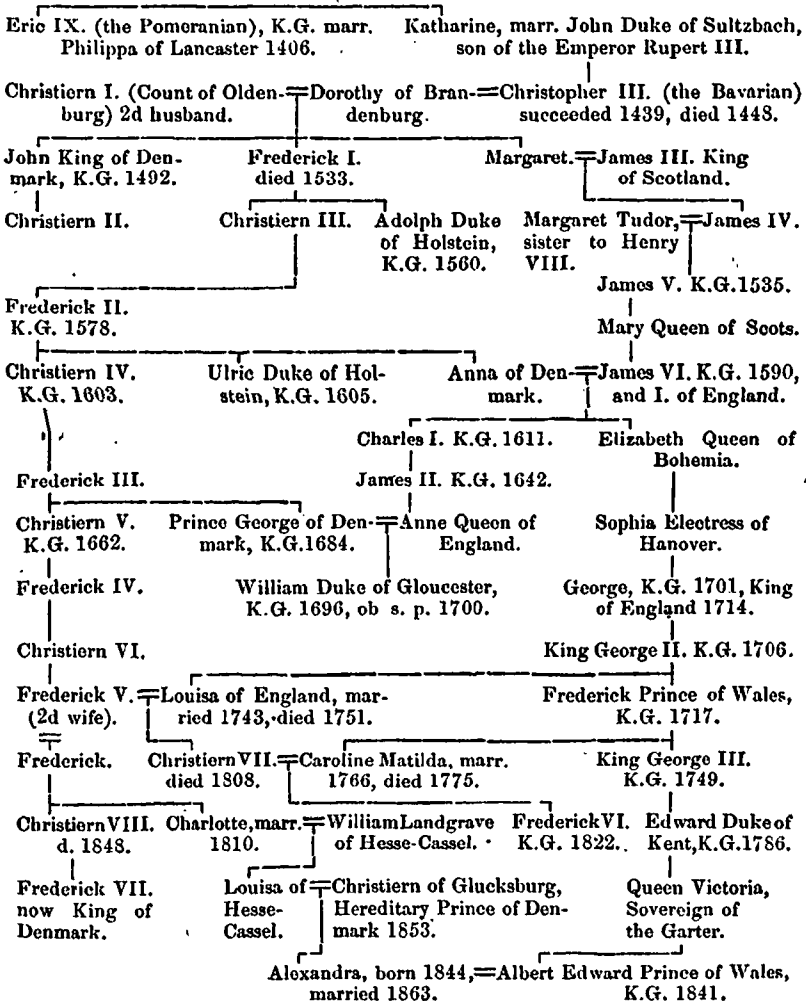 Eric IX. (the Pomeranian), K.G. marr. Katharine, marr. John Duke of Sultzbach,
Philippa of Lancaster 1406. son of the Emperor Rupert III.
Christiern I. (Count of Olden-=Dorothy of Bran-=Christopher III. (the Bavarian)
burg) 2d husband. denburg. succeeded 1439, died 1448.
John King of Den- Frederick I. Margaret.=James III. King
mark, K.G. 1492. died 1533. of Scotland.
Christiern II. Christiern III. Adolph Duke Margaret Tudor,=James IV.
of Holstein, sister to Henry
K.G. 1560. VIII.
James V. K.G.1535.
Frederick II.
K.G. 1578. Mary Queen of Scots.
Christiern IV. Ulric Duke of Hol- Anna of Den-=James VI. K.G. 1590,
K.G. 1603. stein, K.G. 1605. mark. and I. of England.
Charles I. K.G. 1611. Elizabeth Queen of
Bohemia.
Frederick III. James II. K.G. 1642.
Christiern V. Prince George of Den-=Anne Queen of Sophia Electress of
K.G. 1662. mark, K.G.1684. England. Hanover.
Frederick IV. William Duke of Gloucester, George, K.G. 1701, King
K.G. 1696, ob s. p. 1700. of England 1714.
Christiern VI. King George II. K.G. 1706.
Frederick V.=Louisa of England, mar- Frederick Prince of Wales,
(2d wife). ried 1743, died 1751. K.G. 1717.
=
Frederick. Christiern VII.=Caroline Matilda, marr. King George III.
died 1808. 1766, died 1775. K.G. 1749.
Christiern VIII. Charlotte, marr.=William Landgrave Frederick VI. Edward Duke of
d. 1848. 1810. of Hesse-Cassel. K.G. 1822. Kent, K.G.1786.
Frederick VII. Louisa of=Christiern of Glucksburg, Queen Victoria,
now King of Hesse- Hereditary Prince of Den- Sovereign of
Denmark. Cassel. mark 1853. the Garter.
Alexandra, born 1844,=Albert Edward Prince of Wales,
married 1863. K.G. 1841.